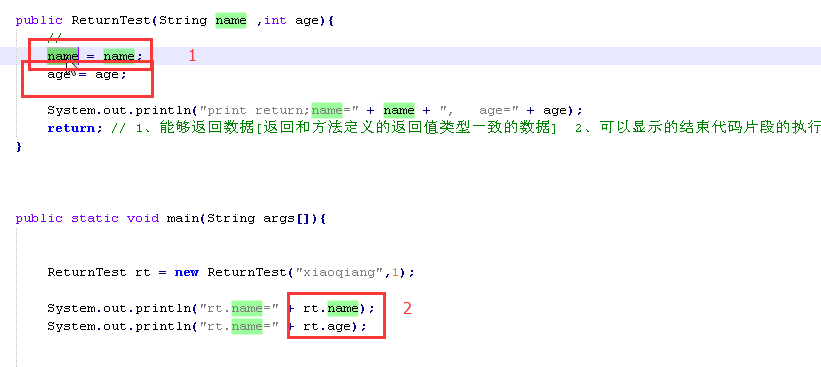 public ReturnTest(String name ,int age){
//
name = name; 1
age = age;
System.out.println("print return;name=" + name + ",   age=" + age);
return; // 1、能够返回数据[返回和方法定义的返回值类型一致的数据]  2、可以显示的结束代码片段的执行
}
public static void main(String args[]){
ReturnTest rt = new ReturnTest("xiaoqiang",1);
System.out.println("rt.name=" + rt.name); 2
System.out.println("rt.name=" + rt.age);